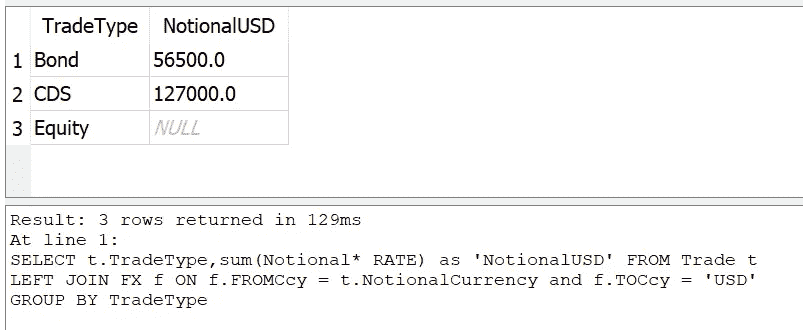 TradeType NotionalUSD
1 Bond 56500.0
2 CDS 127000.0
3 Equity NULL
Result: 3 rows returned in 129ms
At line 1:
SELECT t.TradeType,sum(Notional* RATE) as 'NotionalUSD' FROM Trade t
LEFT JOIN FX f ON f.FROMCcy = t.NotionalCurrency and f.TOCcy = 'USD'
GROUP BY TradeType